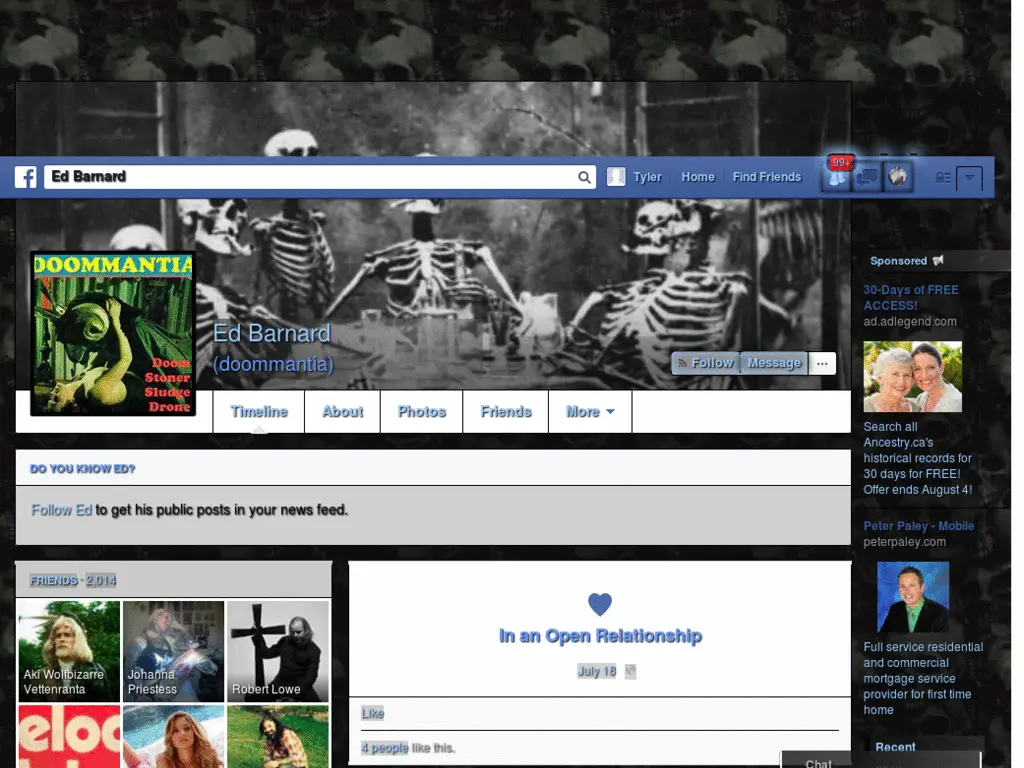 f
Ed Barnard
Tyler
Home
Find Friends
99+
DOOMMANTIA
Doom
Stoner
Sludge
Drone
Ed Barnard
(doommantia)
Follow
Message
...
Timeline
About
Photos
Friends
More
DO YOU KNOW ED?
Follow Ed to get his public posts in your news feed.
FRIENDS · 2,014
Aki Wolfbizarre
Vettenranta
Johanna
Priestess
Robert Lowe
In an Open Relationship
July 16
Like
4 people like this.
Sponsored
30-Days of FREE
ACCESS!
ad.adlegend.com
Search all
Ancestry.ca's
historical records for
30 days for FREE!
Offer ends August 4!
Peter Paley - Mobile
peterpaley.com
Full service residential
and commercial
mortgage service
provider for first time
home
Recent
Chat